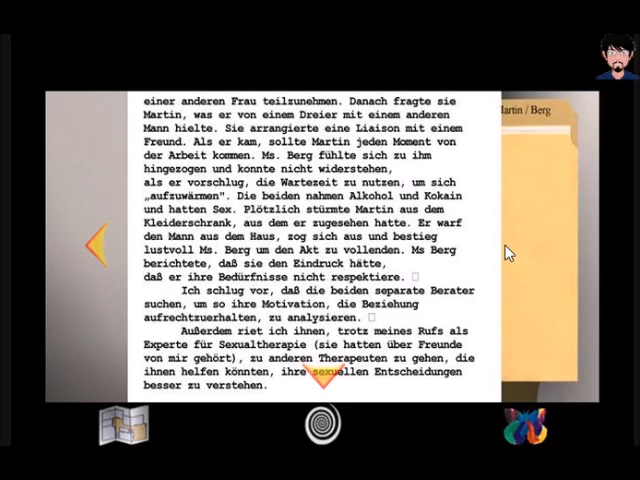 einer anderen Frau teilzunehmen. Danach fragte sie
Martin, was er von einem Dreier mit einem anderen
Mann hielte. Sie arrangierte eine Liaison mit einem
Freund. Als er kam, sollte Martin jeden Moment von
der Arbeit kommen. Ms. Berg fühlte sich zu ihm
hingezogen und konnte nicht widerstehen,
als er vorschlug, die Wartezeit zu nutzen, um sich
„aufzuwärmen". Die beiden nahmen Alkohol und Kokain
und hatten Sex. Plötzlich stürmte Martin aus dem
Kleiderschrank, aus dem er zugesehen hatte. Er warf
den Mann aus dem Haus, zog sich aus und bestieg
lustvoll Ms. Berg um den Akt zu vollenden. Ms Berg
berichtete, daß sie den Eindruck hätte,
daß er ihre Bedürfnisse nicht respektiere.
Ich schlug vor, daß die beiden separate Berater
suchen, um so ihre Motivation, die Beziehung
aufrechtzuerhalten, zu analysieren.
Außerdem riet ich ihnen, trotz meines Rufs als
Experte für Sexualtherapie (sie hatten über Freunde
von mir gehört), zu anderen Therapeuten zu gehen, die
ihnen helfen könnten, ihre sexuellen Entscheidungen
besser zu verstehen.
artin / Berg